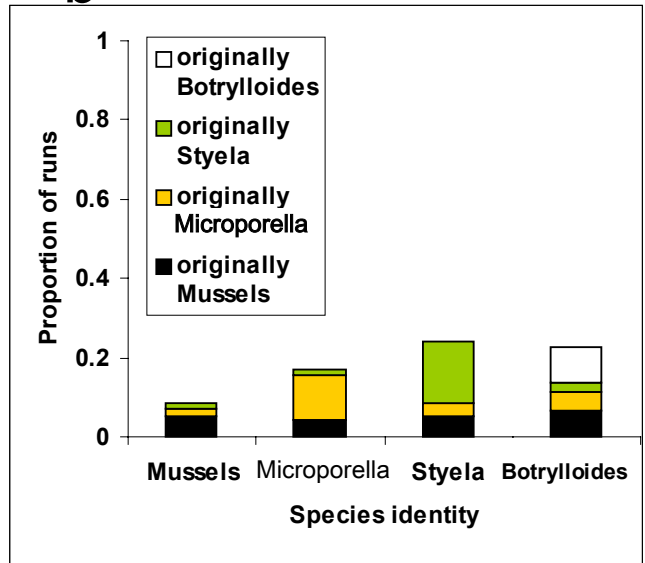 1
0.8
0.6
0.4
0.2
0
Proportion of runs
originally
Botrylloides
originally
Styela
originally
Microporella
originally
Mussels
Mussels Microporella Styela Botrylloides
Species identity